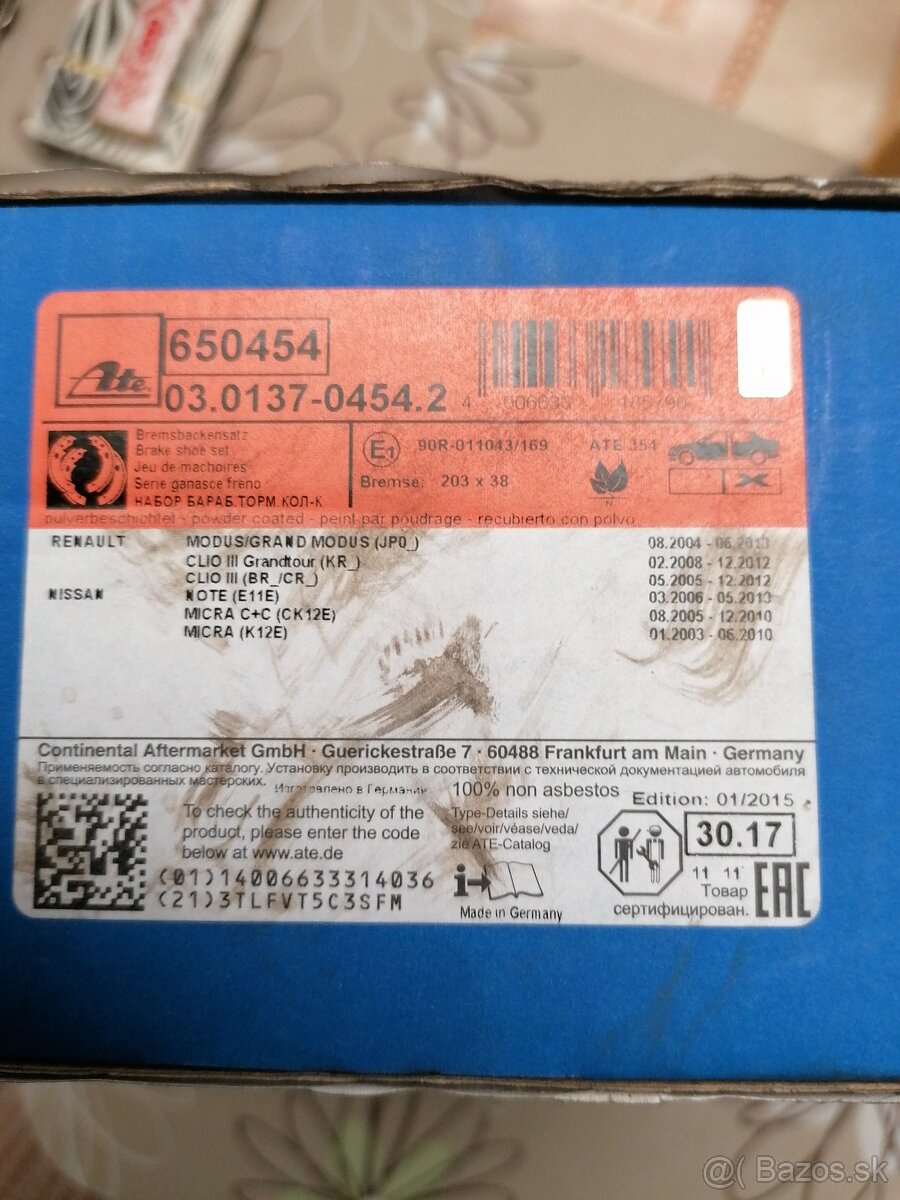 Ate
650454
03.0137-0454.2
Bremsbackensatz
Brake shoe set
Jeu de machoires
Serie ganasce freno
НАБОР БАРАБ.ТОРМ.КОЛ-К
E1 90R-011043/169 ATE 351
Bremse: 203 x 38
X
pulverbeschichtet - powder coated - peint par poudrage - recubierto con polvo
RENAULT MODUS/GRAND MODUS (JP0_) 08.2004 - 06.2013
CLIO III Grandtour (KR_) 02.2008 - 12.2012
CLIO III (BR_/CR_) 05.2005 - 12.2012
NISSAN NOTE (E11E) 03.2006 - 05.2013
MICRA C+C (CK12E) 08.2005 - 12.2010
MICRA (K12E) 01.2003 - 06.2010
Continental Aftermarket GmbH · Guerickestraße 7 · 60488 Frankfurt am Main · Germany
Применяемость согласно каталогу. Установку производить в соответствии с технической документацией автомобиля
в специализированных мастерских. Изготовлено в Германии
100% non asbestos
Edition: 01/2015
To check the authenticity of the
product, please enter the code
below at www.ate.de
(01)14006633314036
(21)3TLFVT5C3SFM
Type-Details siehe/
see/voir/véase/veda/
zie ATE-Catalog
i
Made in Germany
30.17
11 11
Товар
сертифицирован.
EAC
@( Bazos.sk